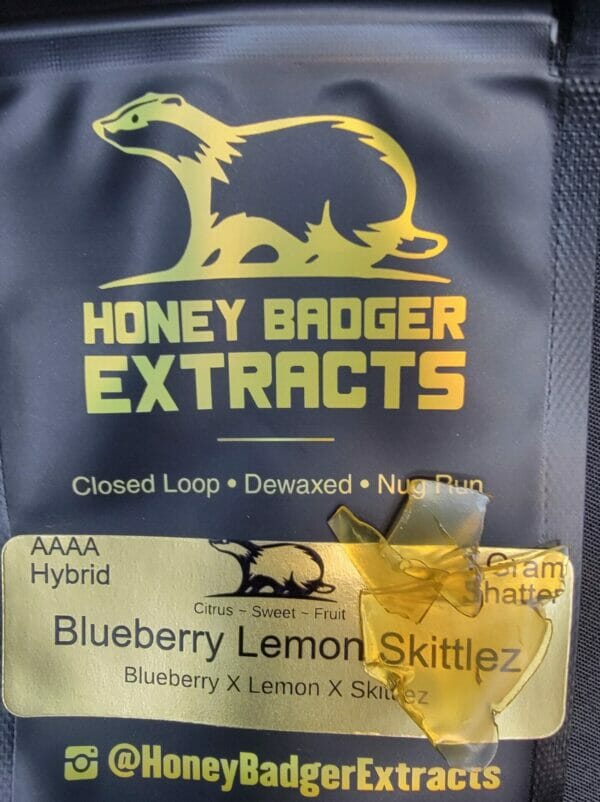 HONEY BADGER
EXTRACTS
Closed Loop • Dewaxed • Nug Run
AAAA
Hybrid
Gram
Shatter
Citrus ~ Sweet ~ Fruit
Blueberry Lemon Skittlez
Blueberry X Lemon X Skittlez
@HoneyBadgerExtracts